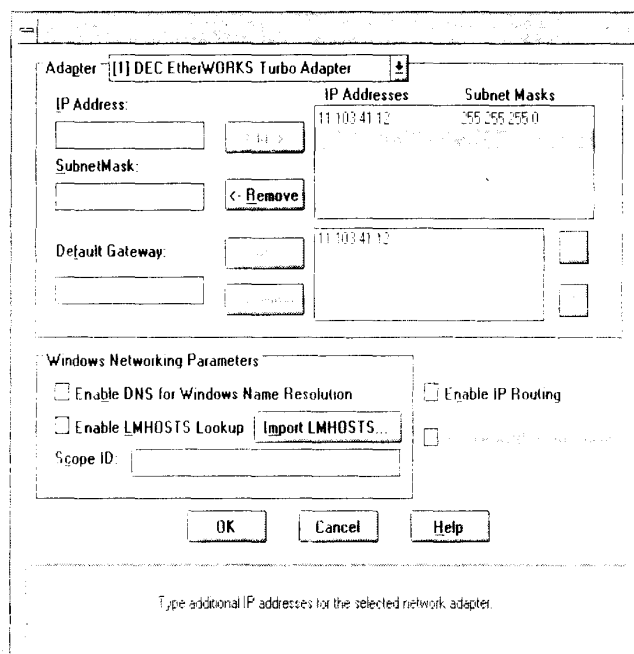 Adapter [1] DEC EtherWORKS Turbo Adapter
IP Address:
IP Addresses Subnet Masks
11.103.41.12 255.255.255.0
SubnetMask:
<- Remove
Default Gateway:
11.103.41.12
Windows Networking Parameters
Enable DNS for Windows Name Resolution
Enable LMHOSTS Lookup Import LMHOSTS...
Scope ID:
Enable IP Routing
OK Cancel Help
Type additional IP addresses for the selected network adapter.